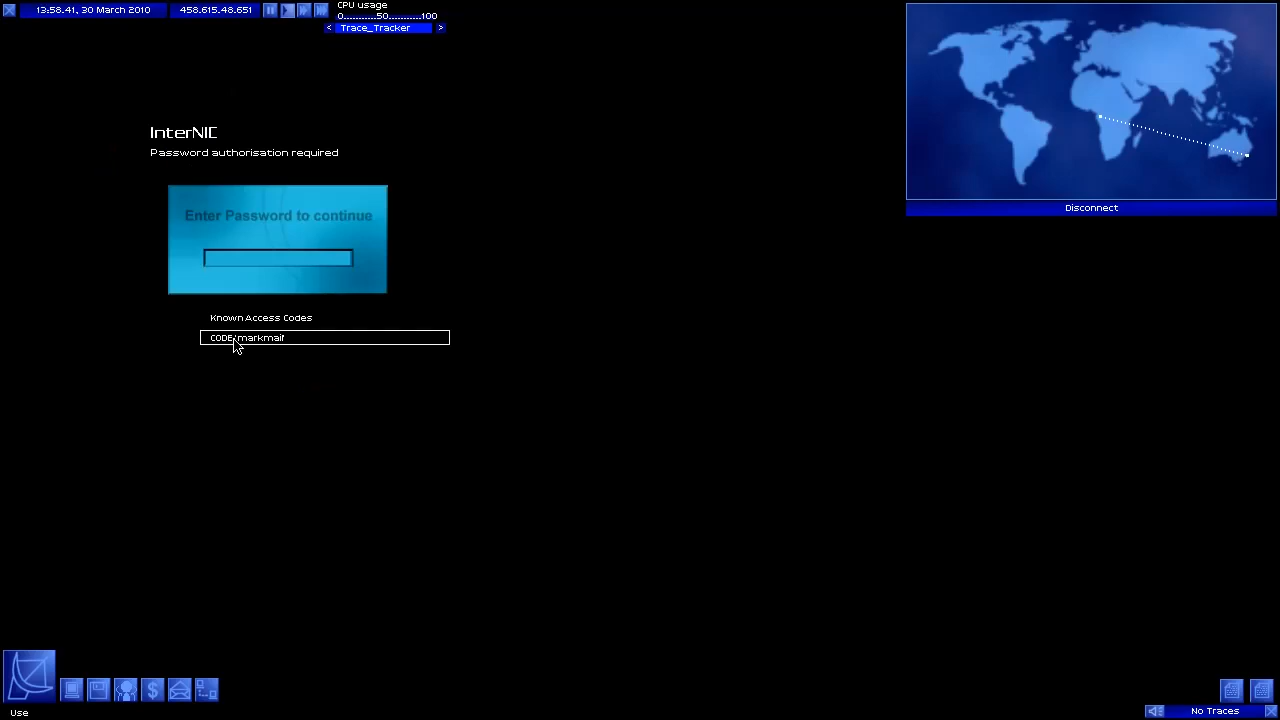 13:58.41, 30 March 2010
458.615.48.651
CPU usage
0...........50...........100
< Trace_Tracker >
InterNIC
Password authorisation required
Enter Password to continue
Known Access Codes
CODE 'markmail'
Disconnect
$
Use
No Traces